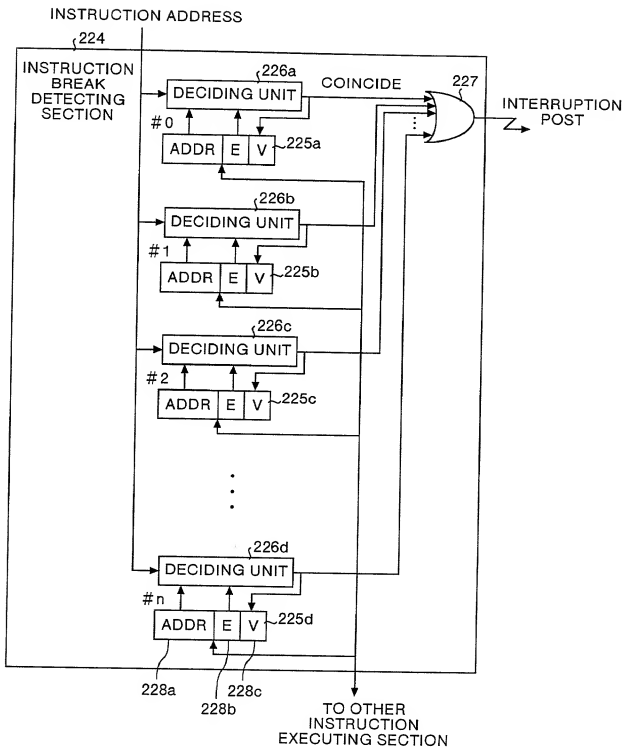 INSTRUCTION ADDRESS
224
INSTRUCTION
BREAK
DETECTING
SECTION
226a
DECIDING UNIT
COINCIDE
227
INTERRUPTION
POST
#0
ADDR E V
225a
226b
DECIDING UNIT
#1
ADDR E V
225b
226c
DECIDING UNIT
#2
ADDR E V
225c
226d
DECIDING UNIT
#n
ADDR E V
225d
228a
228b
228c
TO OTHER
INSTRUCTION
EXECUTING SECTION